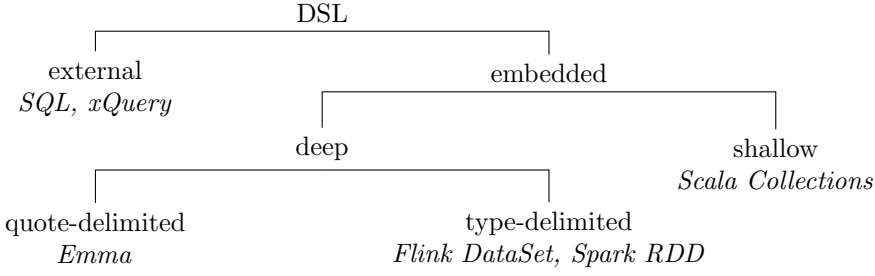 DSL
external
SQL, xQuery
embedded
deep
shallow
Scala Collections
quote-delimited
Emma
type-delimited
Flink DataSet, Spark RDD